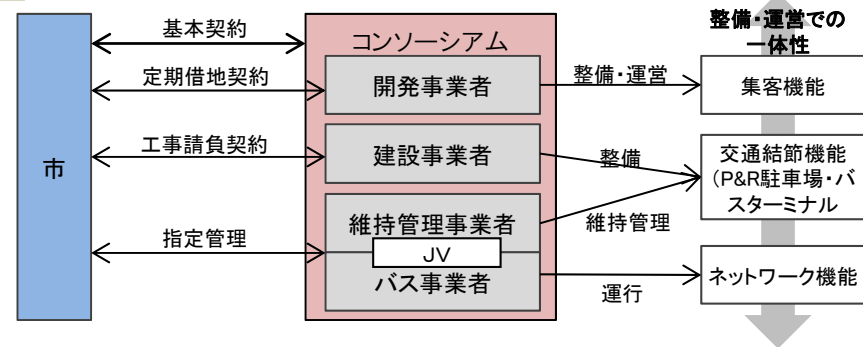 基本契約
コンソーシアム
整備・運営での
一体性
定期借地契約
開発事業者
整備・運営
集客機能
市
工事請負契約
建設事業者
整備
交通結節機能
(P&R駐車場・バ
スターミナル
維持管理事業者
維持管理
指定管理
JV
バス事業者
運行
ネットワーク機能